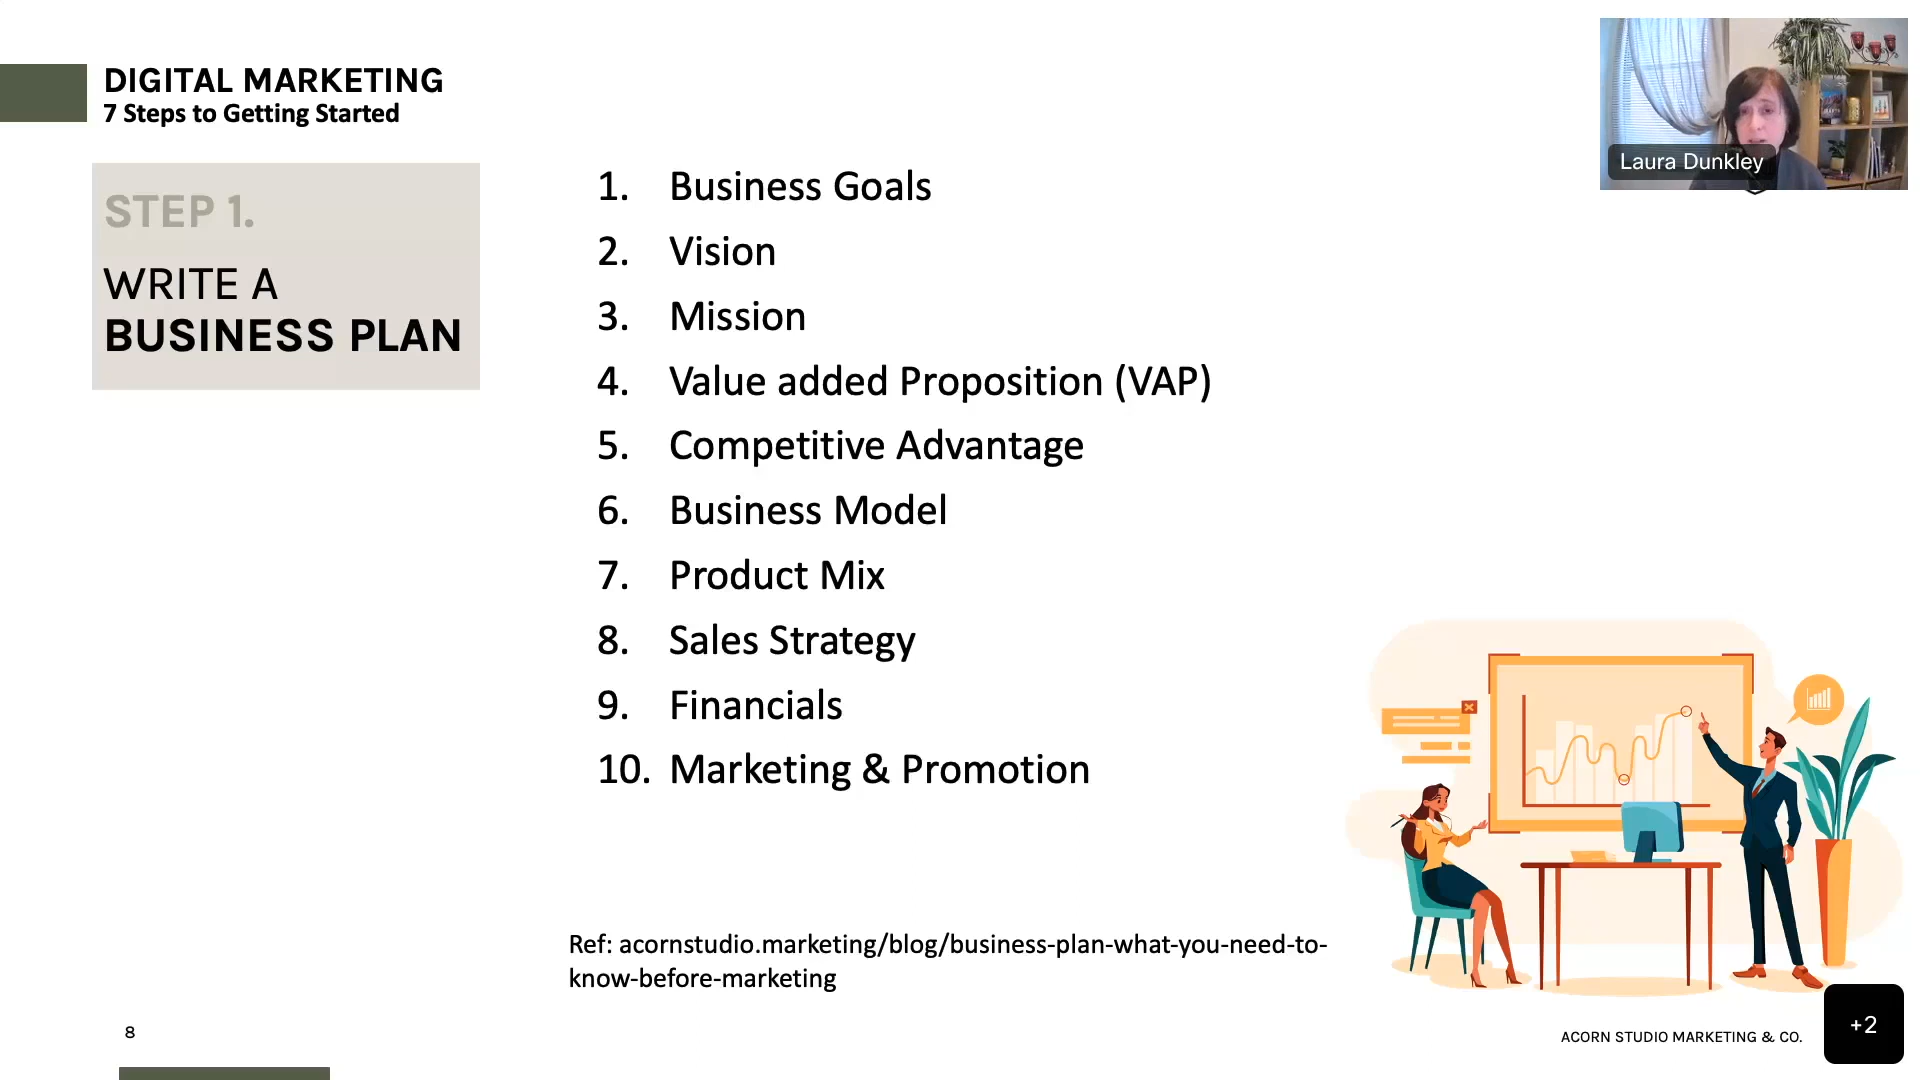 DIGITAL MARKETING
7 Steps to Getting Started
STEP 1.
WRITE A
BUSINESS PLAN
1. Business Goals
2. Vision
3. Mission
4. Value added Proposition (VAP)
5. Competitive Advantage
6. Business Model
7. Product Mix
8. Sales Strategy
9. Financials
10. Marketing & Promotion
Ref: acornstudio.marketing/blog/business-plan-what-you-need-to-
know-before-marketing
8
ACORN STUDIO MARKETING & CO.
Laura Dunkley
+2